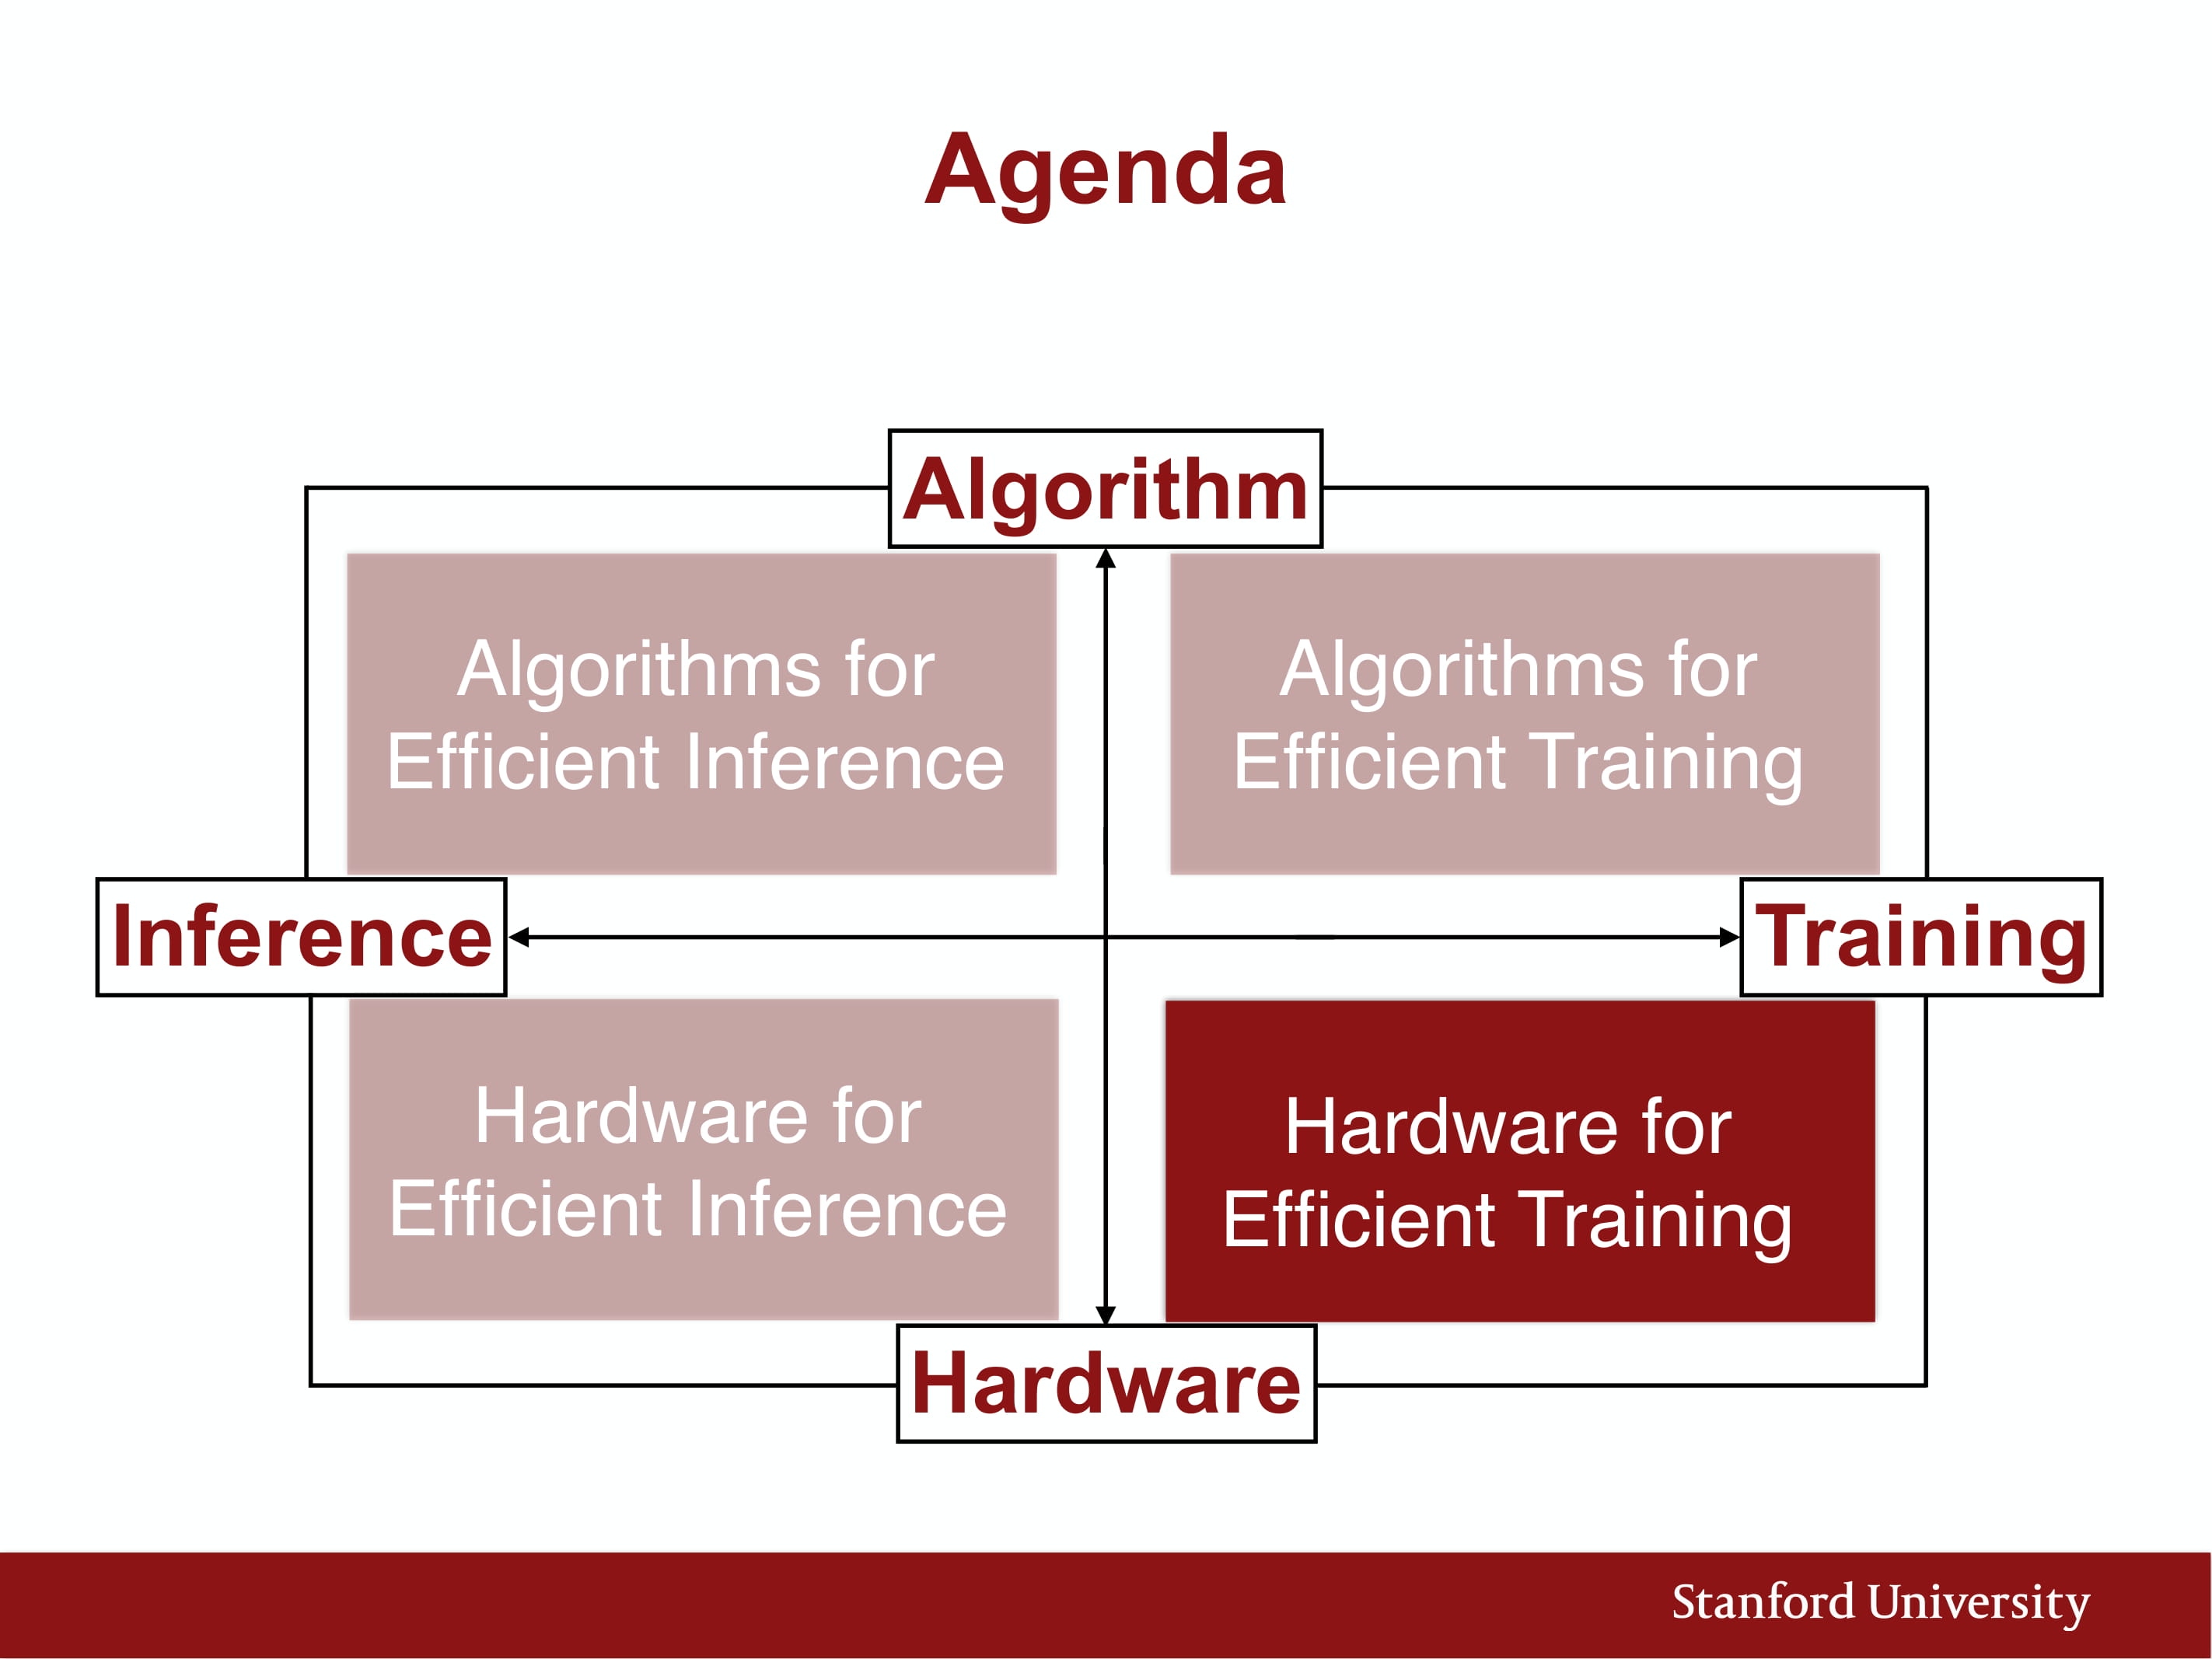 Agenda
Algorithm
Algorithms for
Efficient Inference
Algorithms for
Efficient Training
Inference
Training
Hardware for
Efficient Inference
Hardware for
Efficient Training
Hardware
Stanford University